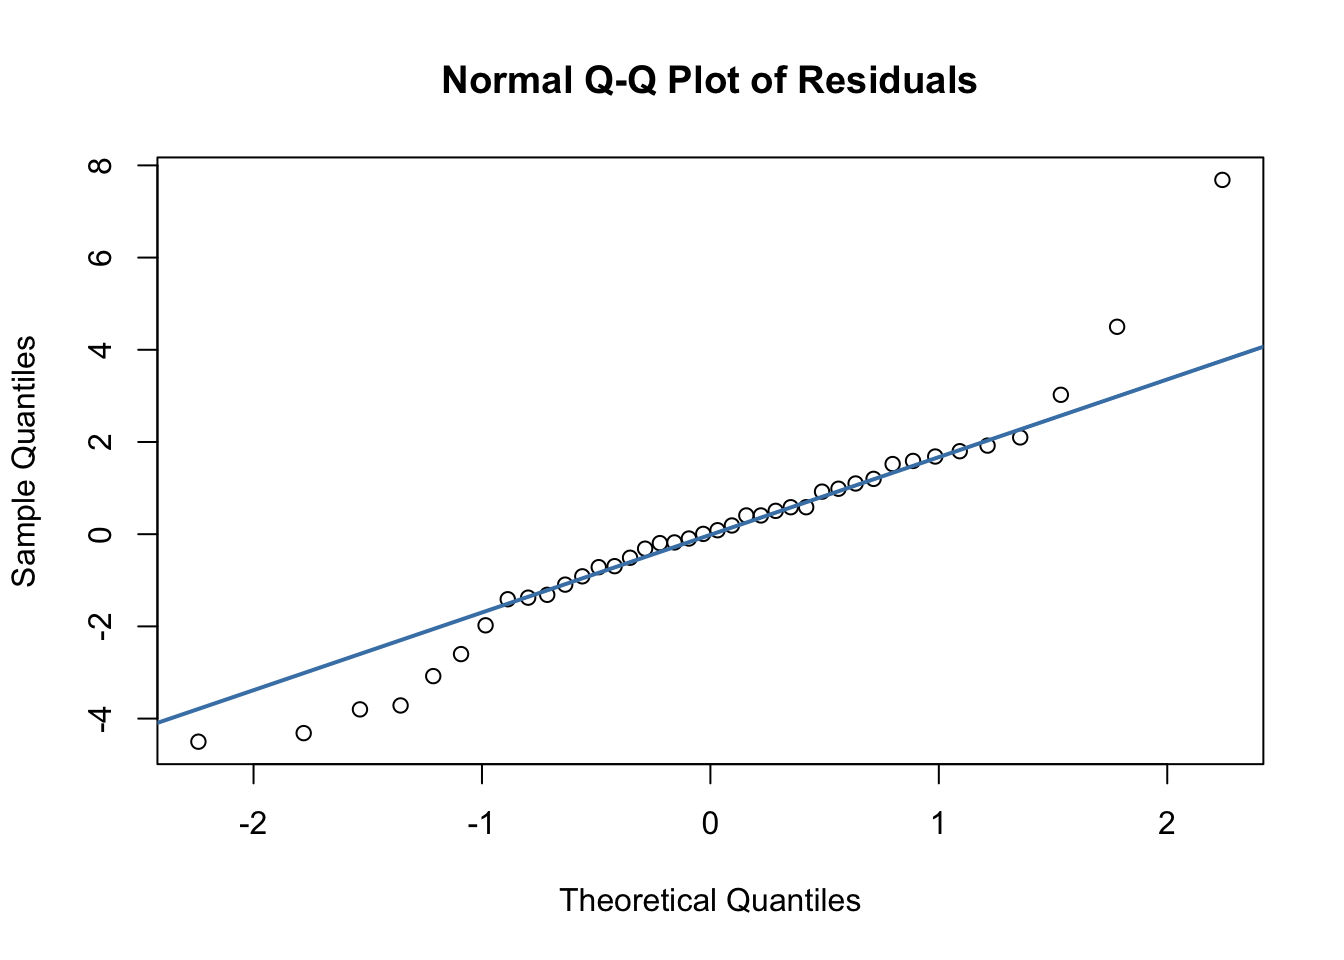 Normal Q-Q Plot of Residuals
8
6
4
2
0
-2
-4
Sample Quantiles
-2 -1 0 1 2
Theoretical Quantiles